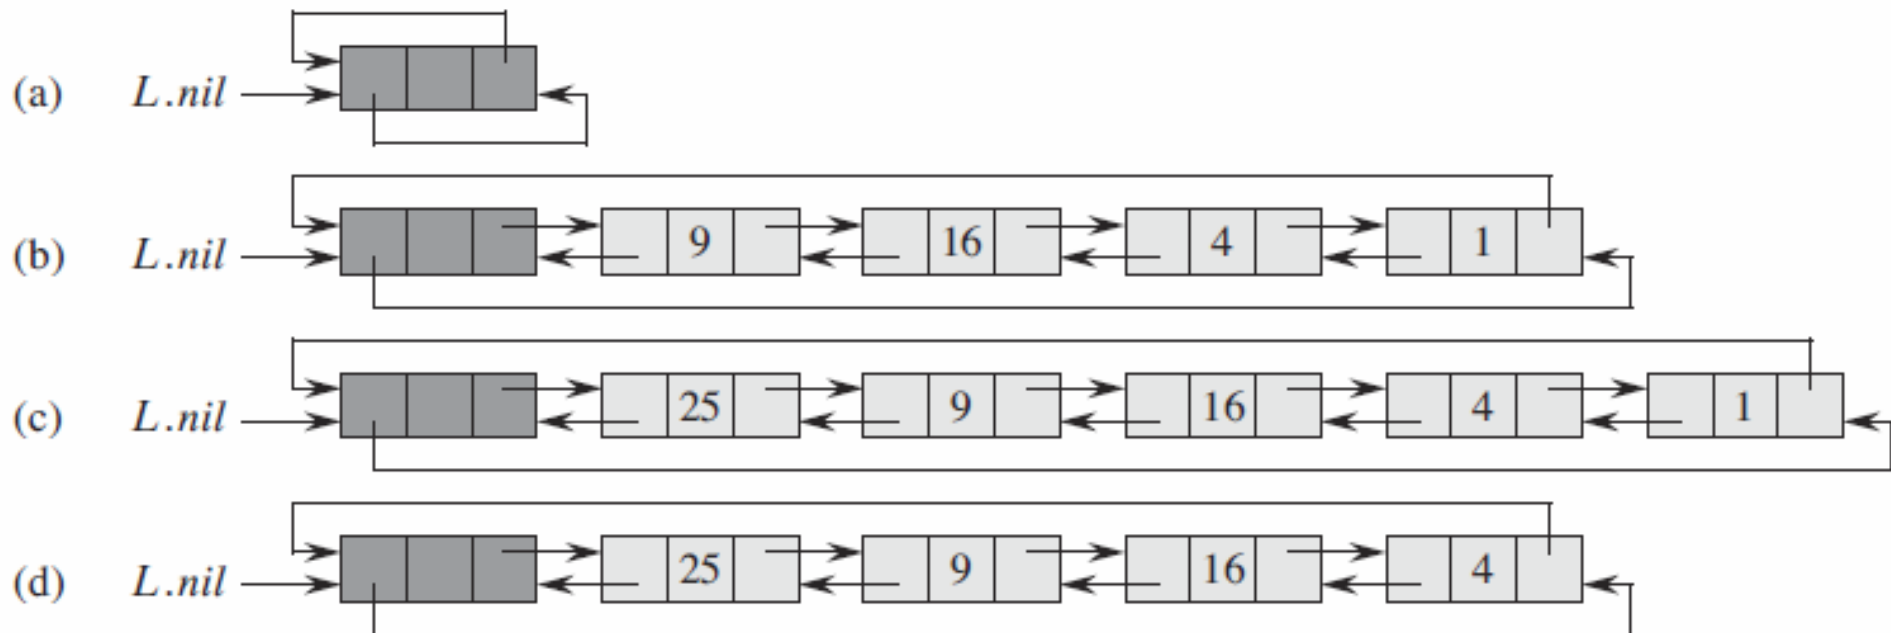 (a) L.nil
(b) L.nil 9 16 4 1
(c) L.nil 25 9 16 4 1
(d) L.nil 25 9 16 4